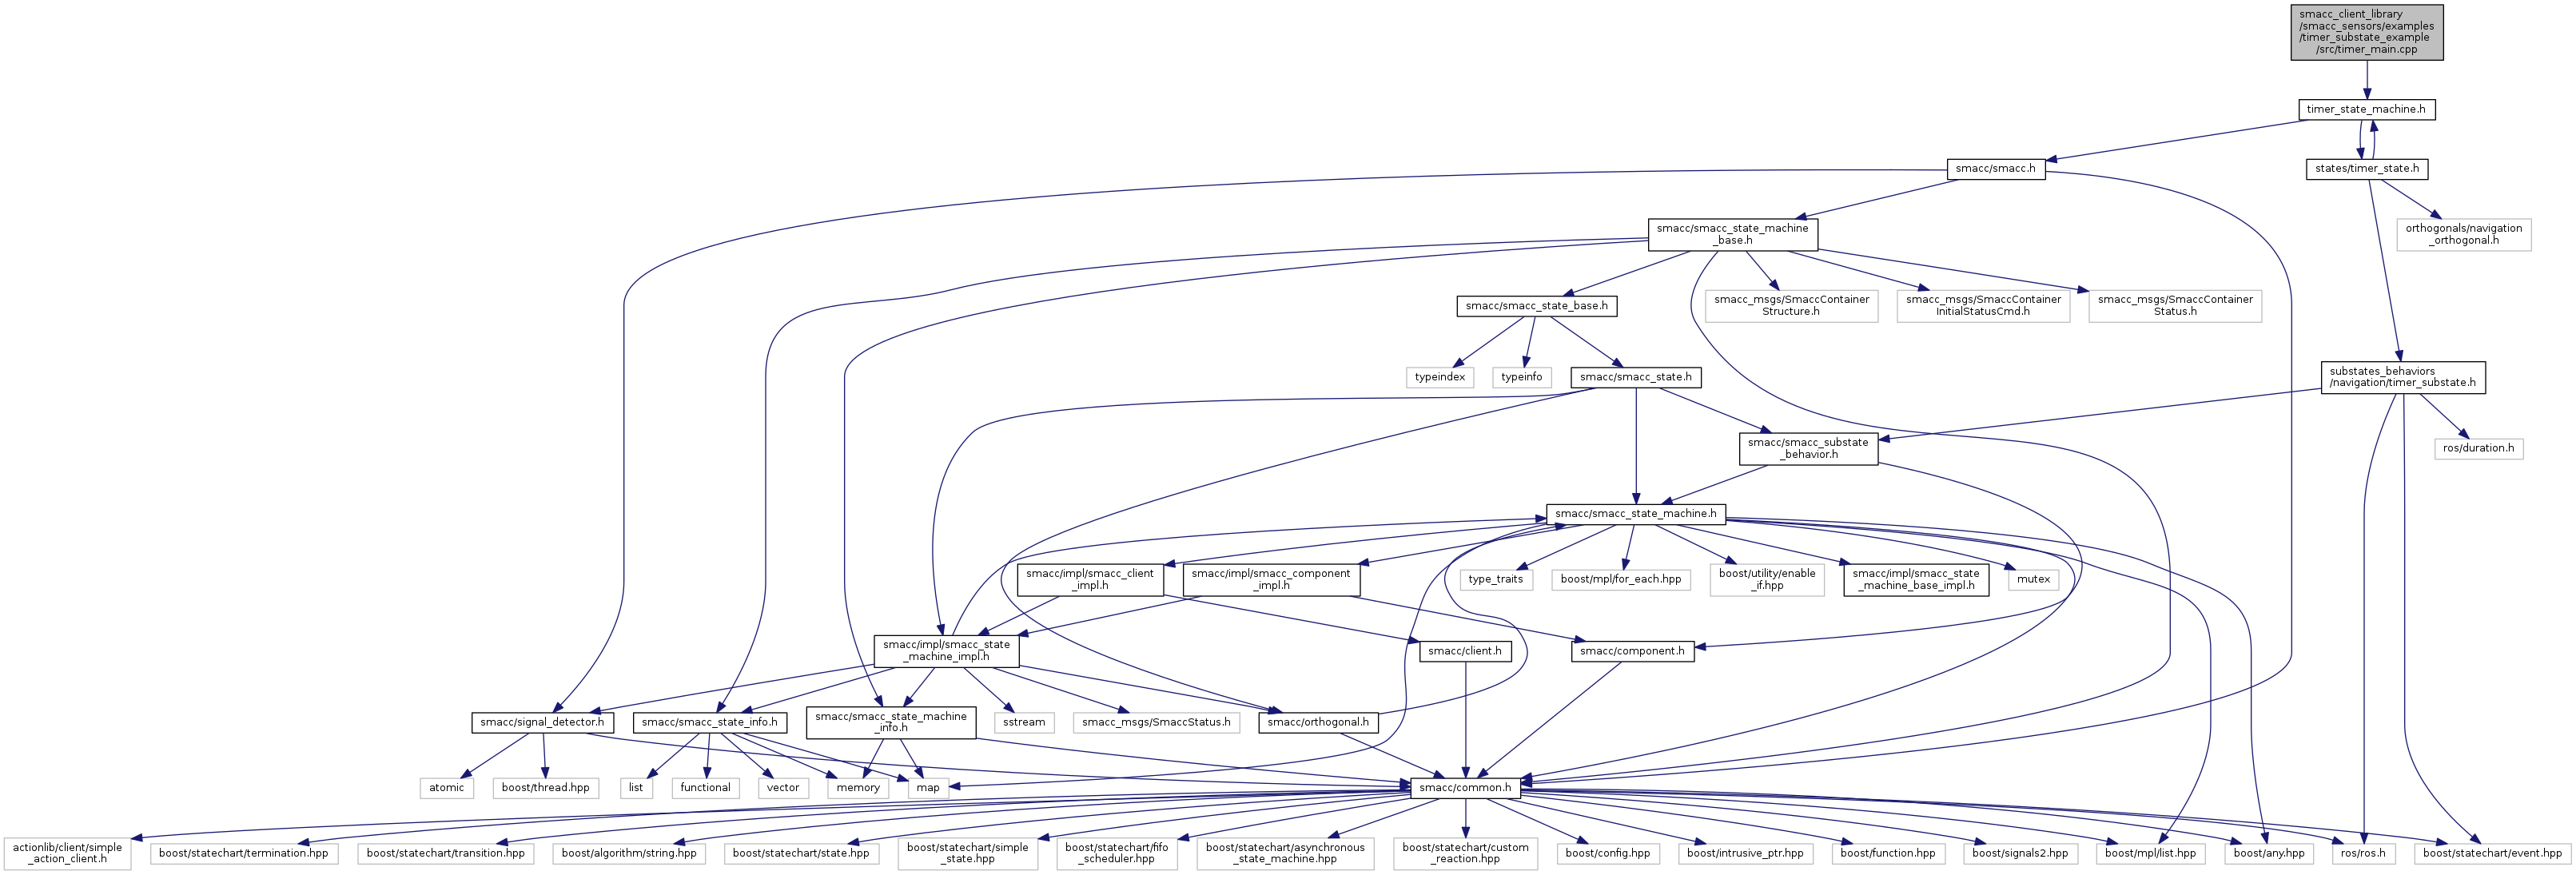 smacc_client_library
/smacc_sensors/examples
/timer_substate_example
/src/timer_main.cpp
timer_state_machine.h
smacc/smacc.h
states/timer_state.h
smacc/smacc_state_machine
_base.h
orthogonals/navigation
_orthogonal.h
smacc/smacc_state_base.h
smacc_msgs/SmaccContainer
Structure.h
smacc_msgs/SmaccContainer
InitialStatusCmd.h
smacc_msgs/SmaccContainer
Status.h
typeindex
typeinfo
smacc/smacc_state.h
substates_behaviors
/navigation/timer_substate.h
smacc/smacc_substate
_behavior.h
ros/duration.h
smacc/smacc_state_machine.h
smacc/impl/smacc_client
_impl.h
smacc/impl/smacc_component
_impl.h
type_traits
boost/mpl/for_each.hpp
boost/utility/enable
_if.hpp
smacc/impl/smacc_state
_machine_base_impl.h
mutex
smacc/impl/smacc_state
_machine_impl.h
smacc/client.h
smacc/component.h
smacc/signal_detector.h
smacc/smacc_state_info.h
smacc/smacc_state_machine
_info.h
sstream
smacc_msgs/SmaccStatus.h
smacc/orthogonal.h
atomic
boost/thread.hpp
list
functional
vector
memory
map
smacc/common.h
actionlib/client/simple
_action_client.h
boost/statechart/termination.hpp
boost/statechart/transition.hpp
boost/algorithm/string.hpp
boost/statechart/state.hpp
boost/statechart/simple
_state.hpp
boost/statechart/fifo
_scheduler.hpp
boost/statechart/asynchronous
_state_machine.hpp
boost/statechart/custom
_reaction.hpp
boost/config.hpp
boost/intrusive_ptr.hpp
boost/function.hpp
boost/signals2.hpp
boost/mpl/list.hpp
boost/any.hpp
ros/ros.h
boost/statechart/event.hpp